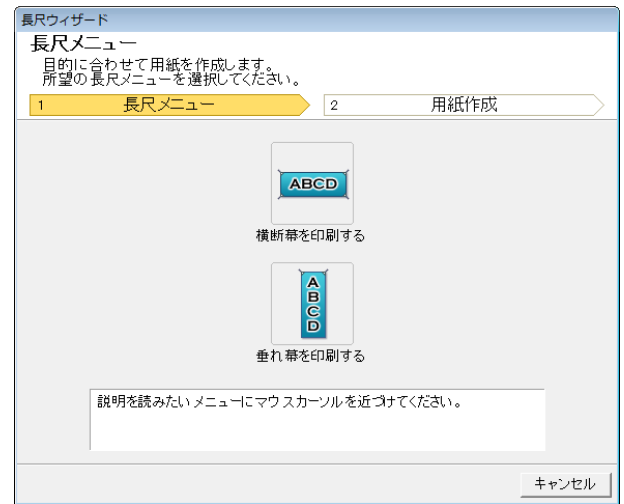 長尺ウィザード
長尺メニュー
目的に合わせて用紙を作成します。
所望の長尺メニューを選択してください。
1 長尺メニュー 2 用紙作成
ABCD
横断幕を印刷する
A
B
C
D
垂れ幕を印刷する
説明を読みたいメニューにマウスカーソルを近づけてください。
キャンセル